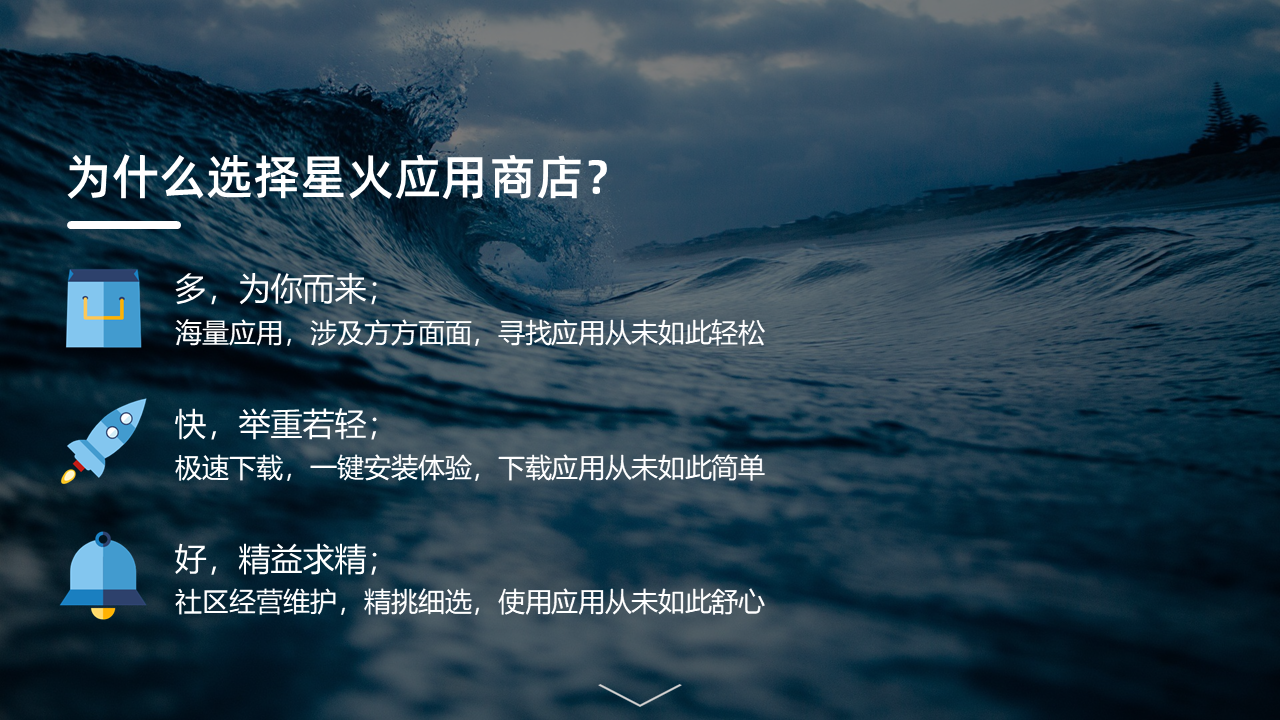 为什么选择星火应用商店？
多，为你而来；
海量应用，涉及方方面面，寻找应用从未如此轻松
快，举重若轻；
极速下载，一键安装体验，下载应用从未如此简单
好，精益求精；
社区经营维护，精挑细选，使用应用从未如此舒心